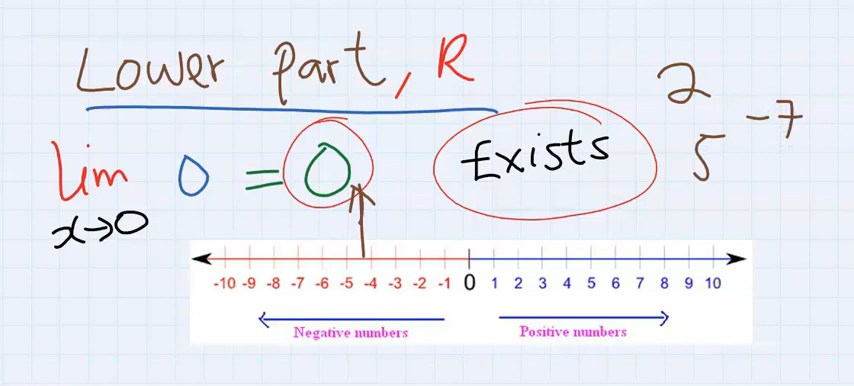 Lower Part, R
2
5 -7
lim 0 = 0 Exists
x→0
-10 -9 -8 -7 -6 -5 -4 -3 -2 -1 0 1 2 3 4 5 6 7 8 9 10
Negative numbers Positive numbers